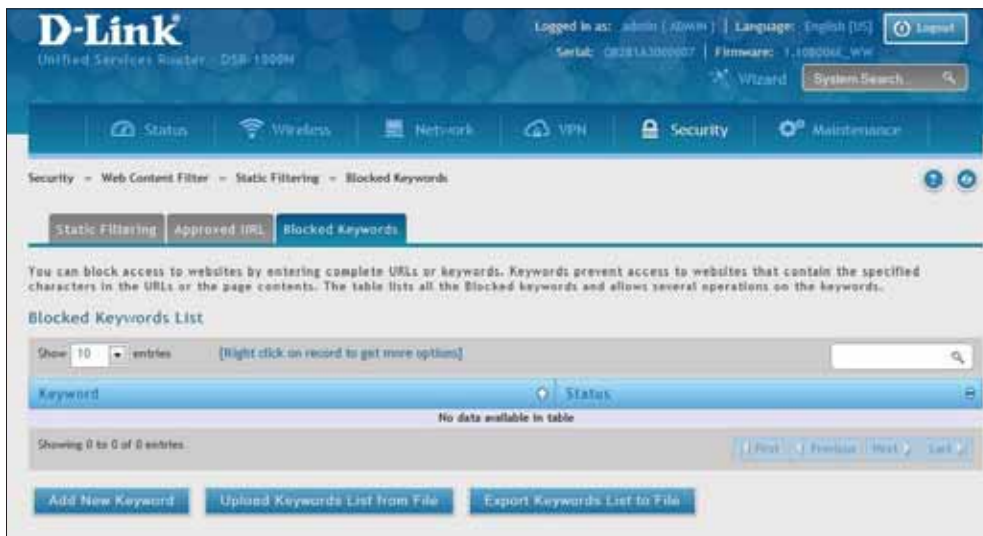 D-Link
Unified Services Router - DSR-1000N
Logged in as: admin [ ADMIN ] | Language: English [US]
Logout
Serial: | Firmware:
Wizard
System Search...
Status
Wireless
Network
VPN
Security
Maintenance
Security » Web Content Filter » Static Filtering » Blocked Keywords
Static Filtering
Approved URL
Blocked Keywords
You can block access to websites by entering complete URLs or keywords. Keywords prevent access to websites that contain the specified
characters in the URLs or the page contents. The table lists all the Blocked keywords and allows several operations on the keywords.
Blocked Keywords List
Show 10 entries
[Right click on record to get more options]
Keyword
Status
No data available in table
Showing 0 to 0 of 0 entries
First
Previous
Next
Last
Add New Keyword
Upload Keywords List from File
Export Keywords List to File